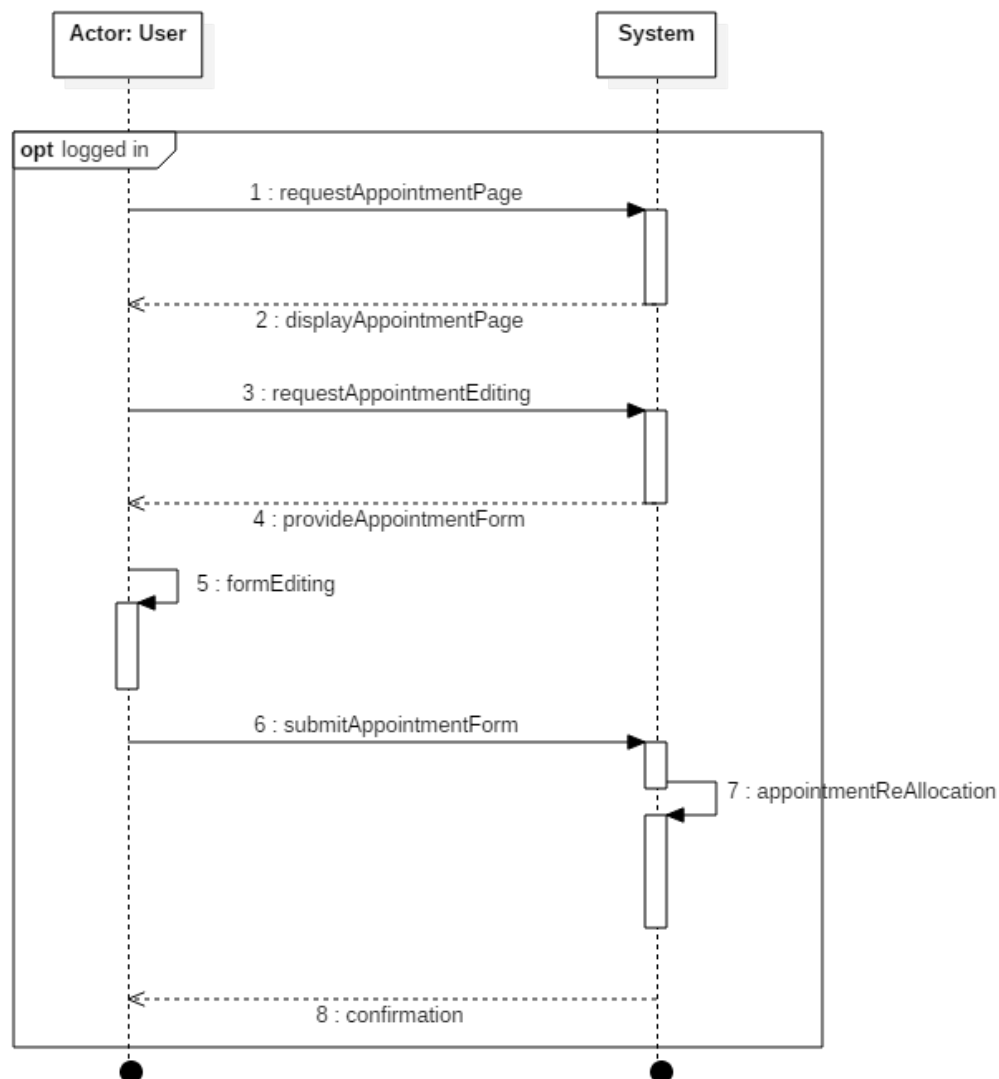 Actor: User
System
opt logged in
1 : requestAppointmentPage
2 : displayAppointmentPage
3 : requestAppointmentEditing
4 : provideAppointmentForm
5 : formEditing
6 : submitAppointmentForm
7 : appointmentReAllocation
8 : confirmation